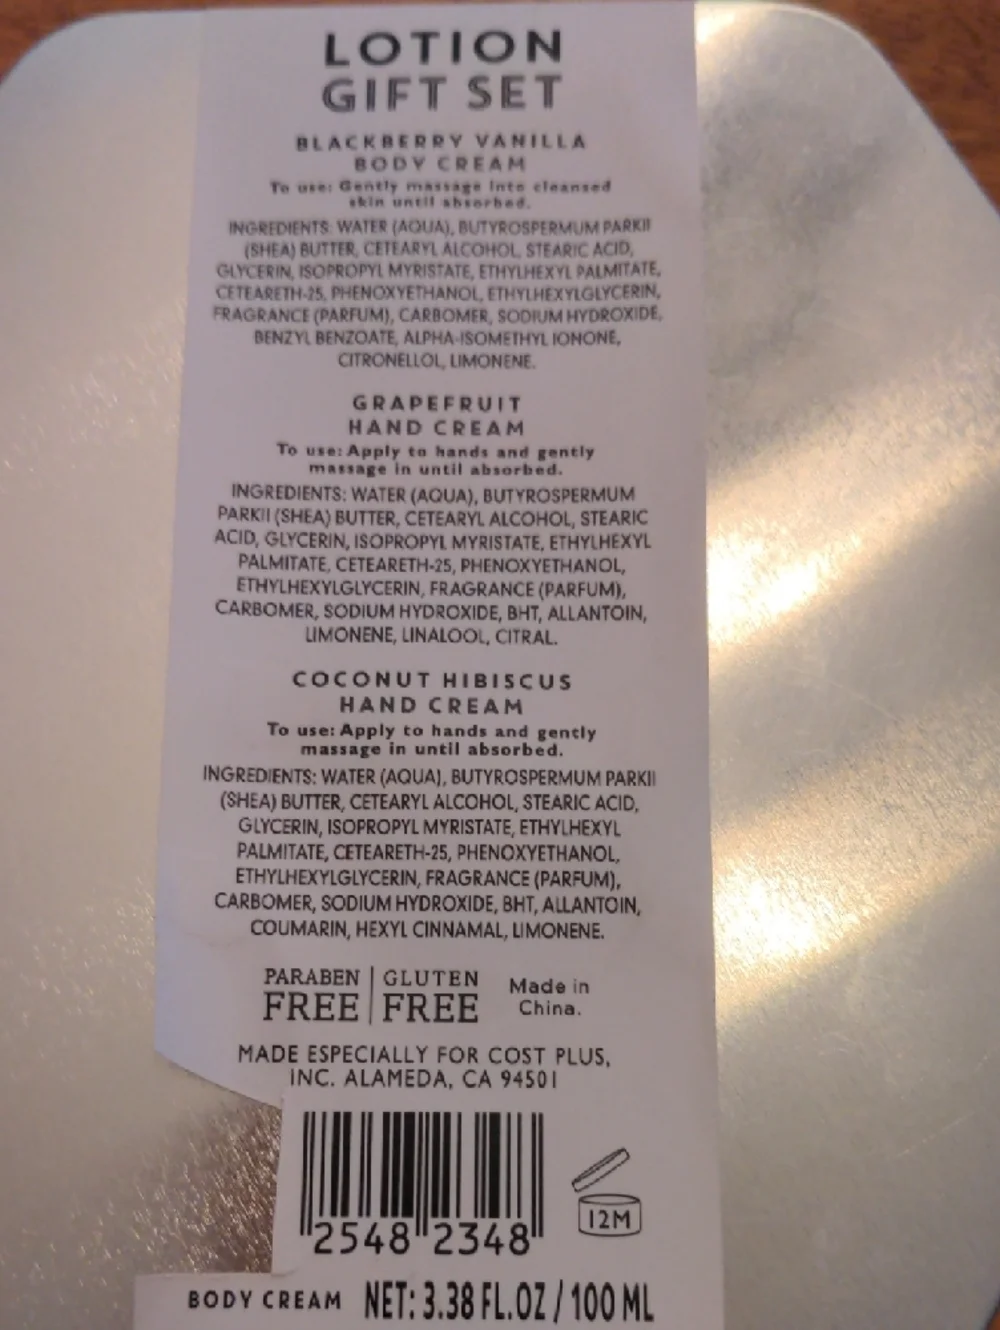 LOTION
GIFT SET
BLACKBERRY VANILLA
BODY CREAM
To use: Gently massage into cleansed
skin until absorbed.
INGREDIENTS: WATER (AQUA), BUTYROSPERMUM PARKII
(SHEA) BUTTER, CETEARYL ALCOHOL, STEARIC ACID,
GLYCERIN, ISOPROPYL MYRISTATE, ETHYLHEXYL PALMITATE,
CETEARETH-25, PHENOXYETHANOL, ETHYLHEXYLGLYCERIN,
FRAGRANCE (PARFUM), CARBOMER, SODIUM HYDROXIDE,
BENZYL BENZOATE, ALPHA-ISOMETHYL IONONE,
CITRONELLOL, LIMONENE.
GRAPEFRUIT
HAND CREAM
To use: Apply to hands and gently
massage in until absorbed.
INGREDIENTS: WATER (AQUA), BUTYROSPERMUM
PARKII (SHEA) BUTTER, CETEARYL ALCOHOL, STEARIC
ACID, GLYCERIN, ISOPROPYL MYRISTATE, ETHYLHEXYL
PALMITATE, CETEARETH-25, PHENOXYETHANOL,
ETHYLHEXYLGLYCERIN, FRAGRANCE (PARFUM),
CARBOMER, SODIUM HYDROXIDE, BHT, ALLANTOIN,
LIMONENE, LINALOOL, CITRAL.
COCONUT HIBISCUS
HAND CREAM
To use: Apply to hands and gently
massage in until absorbed.
INGREDIENTS: WATER (AQUA), BUTYROSPERMUM PARKII
(SHEA) BUTTER, CETEARYL ALCOHOL, STEARIC ACID,
GLYCERIN, ISOPROPYL MYRISTATE, ETHYLHEXYL
PALMITATE, CETEARETH-25, PHENOXYETHANOL,
ETHYLHEXYLGLYCERIN, FRAGRANCE (PARFUM),
CARBOMER, SODIUM HYDROXIDE, BHT, ALLANTOIN,
COUMARIN, HEXYL CINNAMAL, LIMONENE.
PARABEN FREE
GLUTEN FREE
Made in
China.
MADE ESPECIALLY FOR COST PLUS,
INC. ALAMEDA, CA 94501
2548 2348
12M
BODY CREAM NET: 3.38 FL.OZ / 100 ML